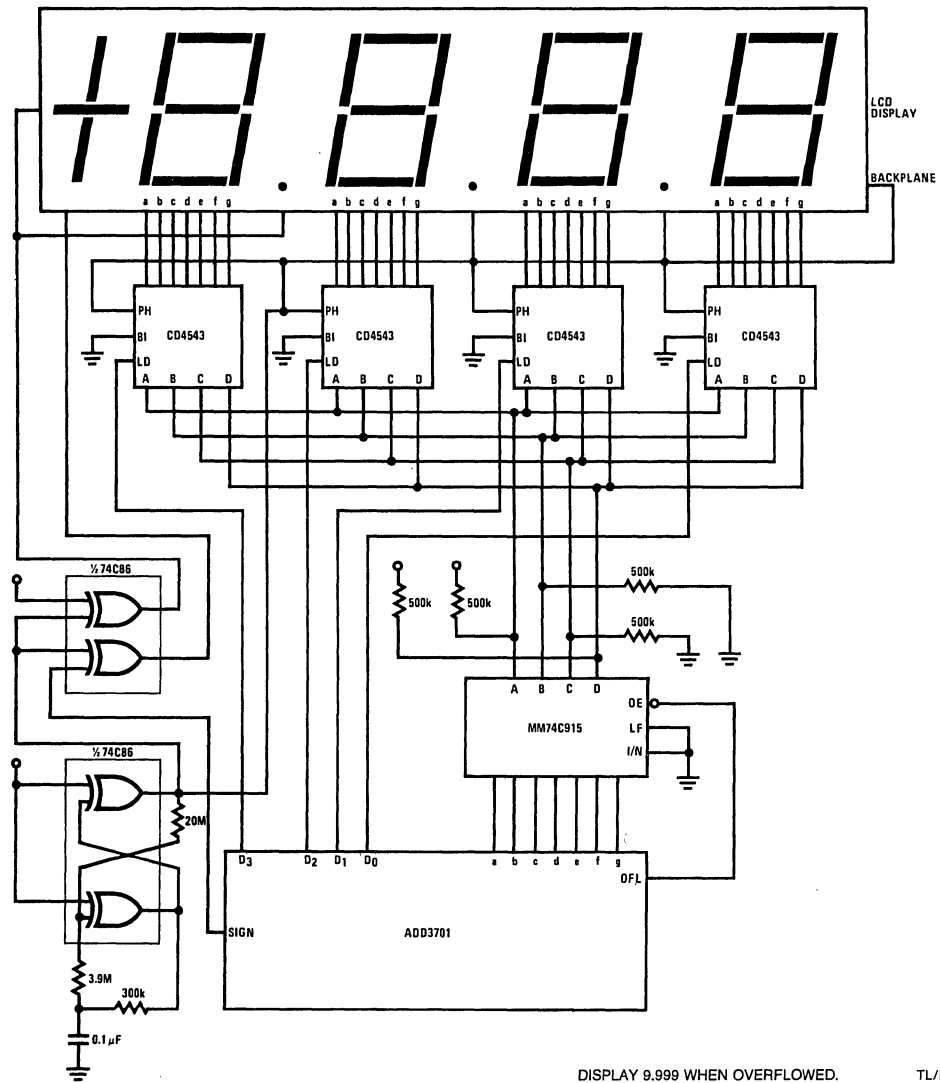 LCD
DISPLAY
BACKPLANE
a b c d e f g
a b c d e f g
a b c d e f g
a b c d e f g
PH
BI
LD
CD4543
A B C D
PH
BI
LD
CD4543
A B C D
PH
BI
LD
CD4543
A B C D
PH
BI
LD
CD4543
A B C D
½ 74C86
500k
500k
500k
500k
A B C D
OE
LF
I/N
MM74C915
½ 74C86
20M
D3
D2
D1
D0
a b c d e f g
OFL
SIGN
ADD3701
3.9M
300k
0.1 μF
DISPLAY 9.999 WHEN OVERFLOWED.
TL/